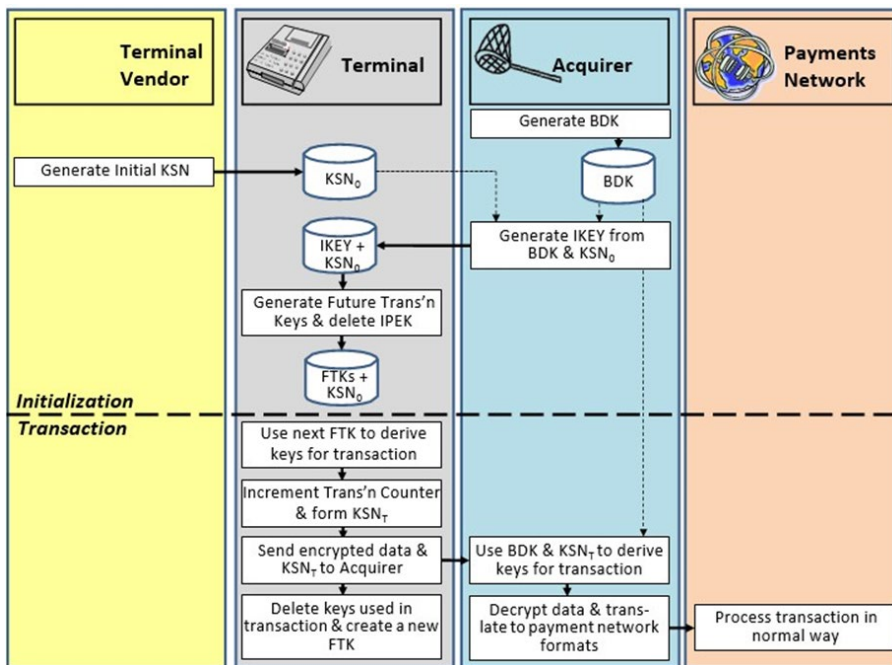 Terminal
Vendor
Terminal
Acquirer
Payments
Network
Generate BDK
Generate Initial KSN
KSN₀
BDK
IKEY +
KSN₀
Generate IKEY from
BDK & KSN₀
Generate Future Trans'n
Keys & delete IPEK
FTKs +
KSN₀
Initialization
Transaction
Use next FTK to derive
keys for transaction
Increment Trans'n Counter
& form KSN_T
Send encrypted data &
KSN_T to Acquirer
Use BDK & KSN_T to derive
keys for transaction
Delete keys used in
transaction & create a new
FTK
Decrypt data & trans-
late to payment network
formats
Process transaction in
normal way